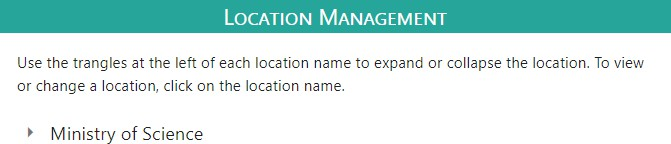 Location Management
Use the trangles at the left of each location name to expand or collapse the location. To view
or change a location, click on the location name.
Ministry of Science